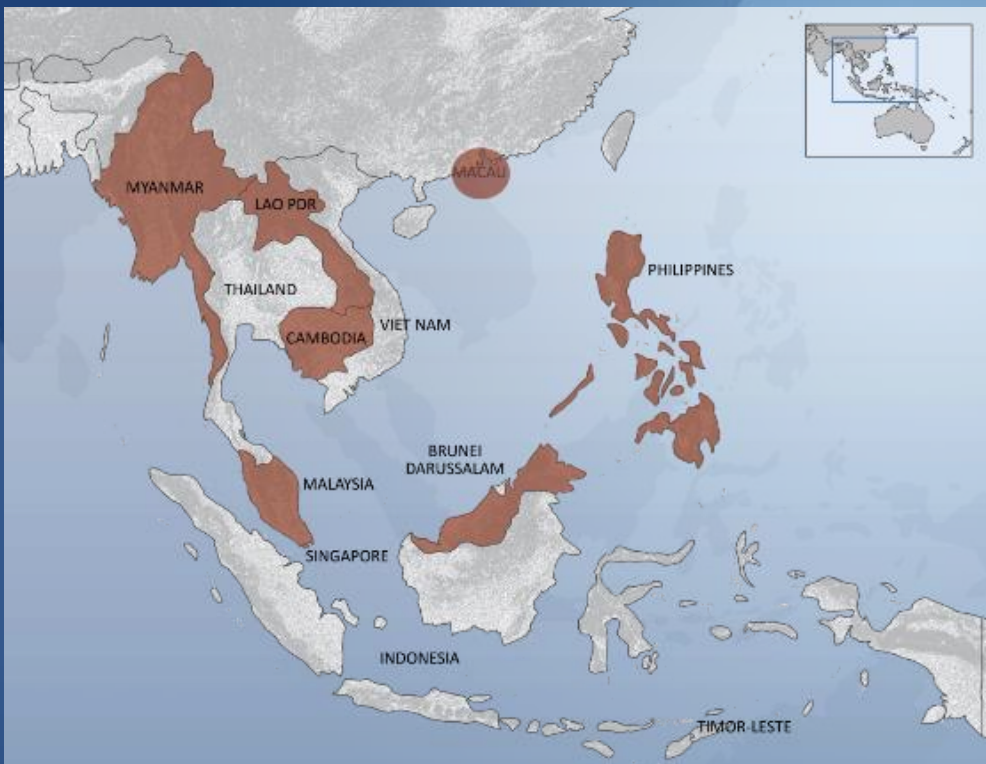 MACAU
MYANMAR
LAO PDR
PHILIPPINES
THAILAND
VIET NAM
CAMBODIA
BRUNEI
DARUSSALAM
MALAYSIA
SINGAPORE
INDONESIA
TIMOR-LESTE